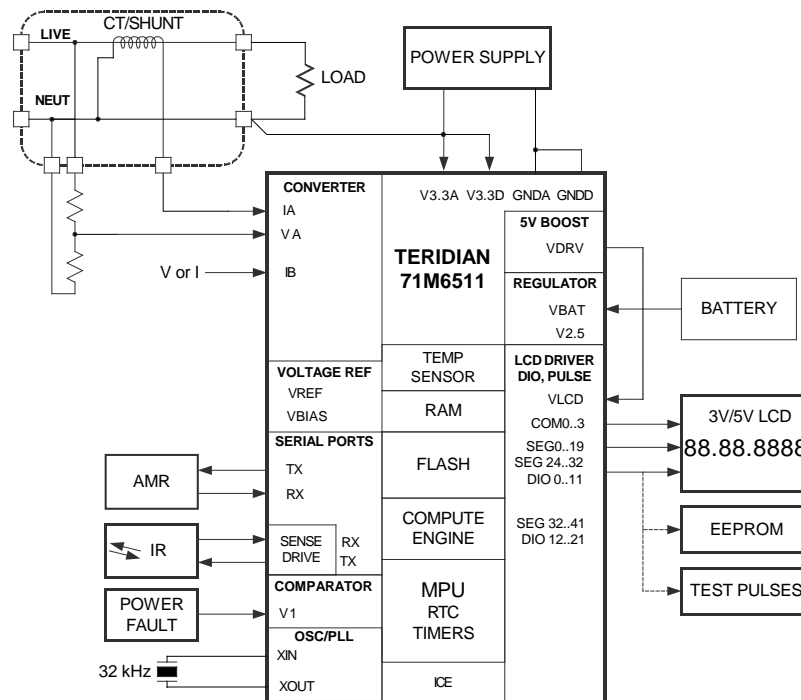 CT/SHUNT
LIVE
NEUT
LOAD
POWER SUPPLY
CONVERTER
IA
VA
IB
V or I
V3.3A V3.3D GNDA GNDD
TERIDIAN
71M6511
5V BOOST
VDRV
REGULATOR
VBAT
V2.5
BATTERY
VOLTAGE REF
VREF
VBIAS
TEMP
SENSOR
RAM
LCD DRIVER
DIO, PULSE
VLCD
COM0..3
SEG0..19
SEG 24..32
DIO 0..11
SEG 32..41
DIO 12..21
3V/5V LCD
88.88.8888
SERIAL PORTS
TX
RX
AMR
FLASH
SENSE
DRIVE
RX
TX
IR
COMPUTE
ENGINE
EEPROM
TEST PULSES
COMPARATOR
V1
POWER
FAULT
MPU
RTC
TIMERS
OSC/PLL
XIN
XOUT
32 kHz
ICE